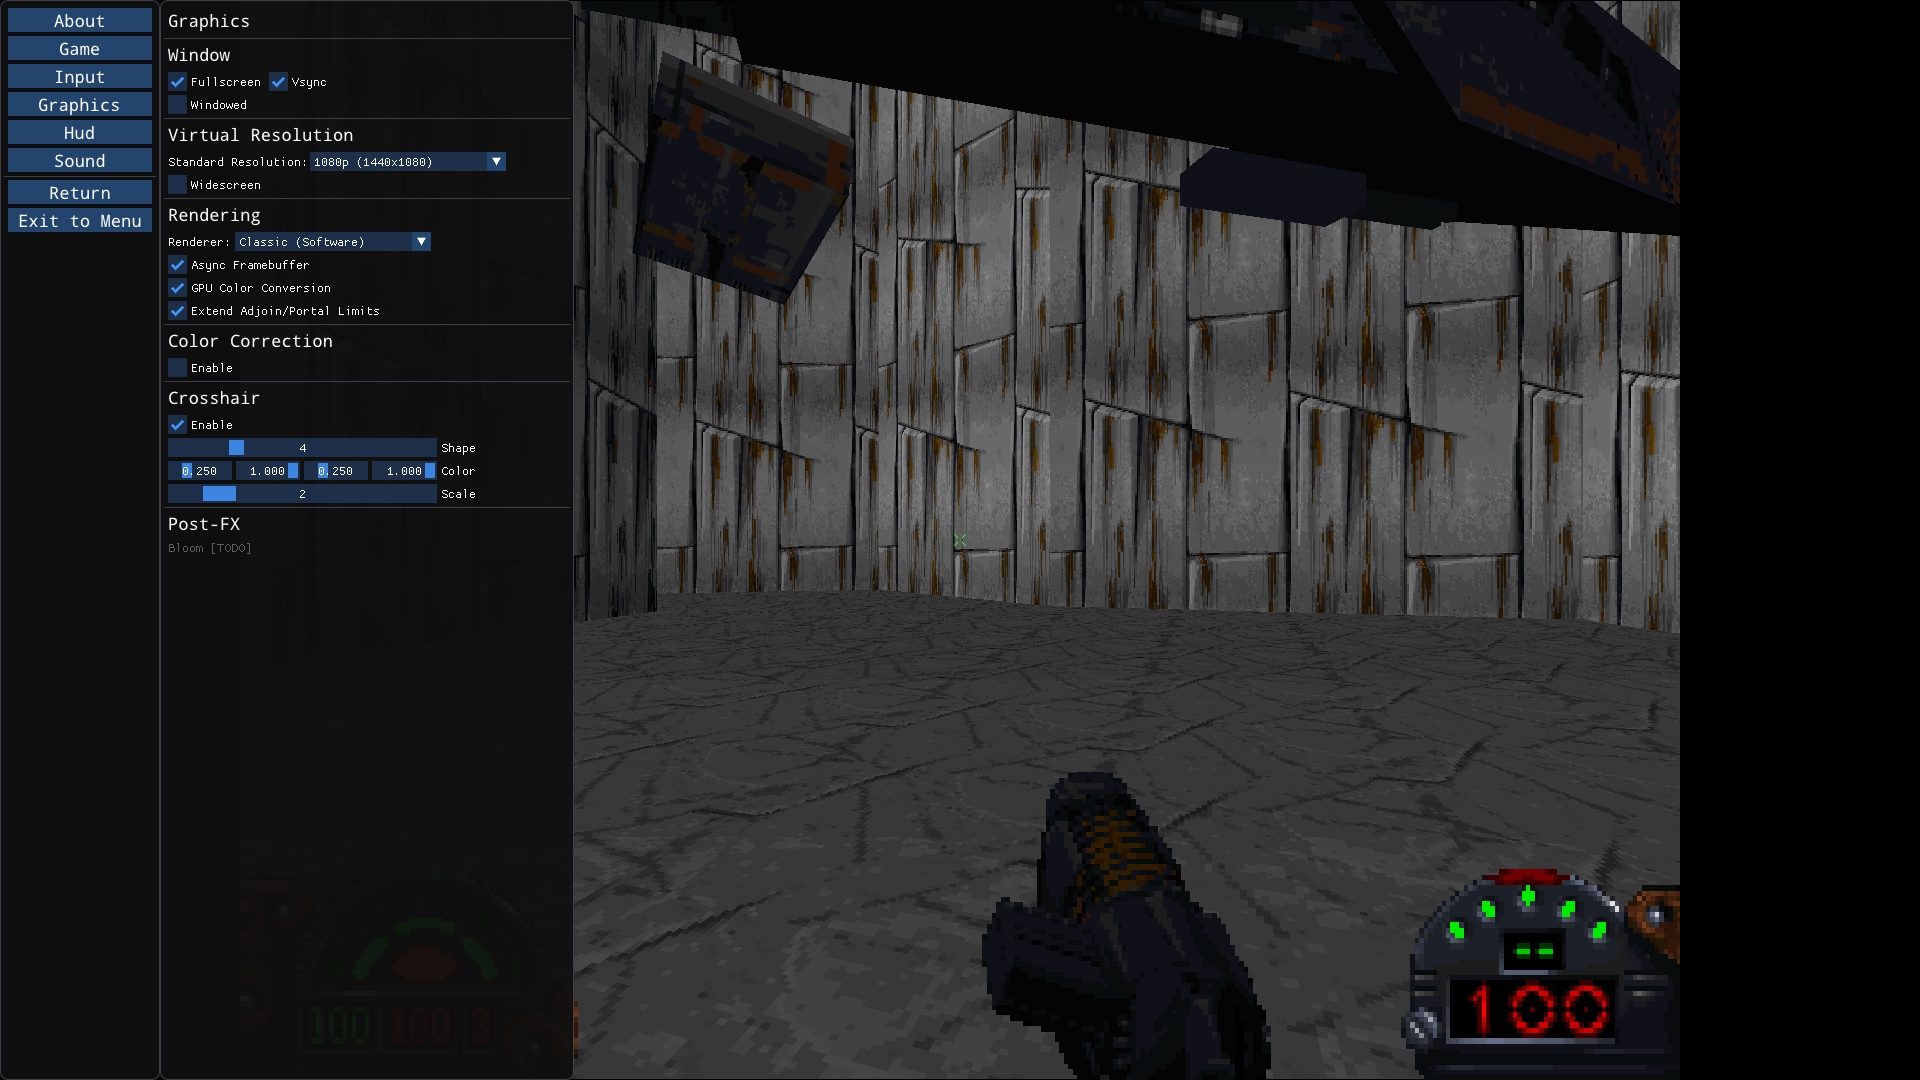 About
Game
Input
Graphics
Hud
Sound
Return
Exit to Menu
Graphics
Window
Fullscreen Vsync
Windowed
Virtual Resolution
Standard Resolution: 1080p (1440x1080)
Widescreen
Rendering
Renderer: Classic (Software)
Async Framebuffer
GPU Color Conversion
Extend Adjoin/Portal Limits
Color Correction
Enable
Crosshair
Enable
4 Shape
0.250 1.000 0.250 1.000 Color
2 Scale
Post-FX
Bloom [TODO]
100 100 3
--
100